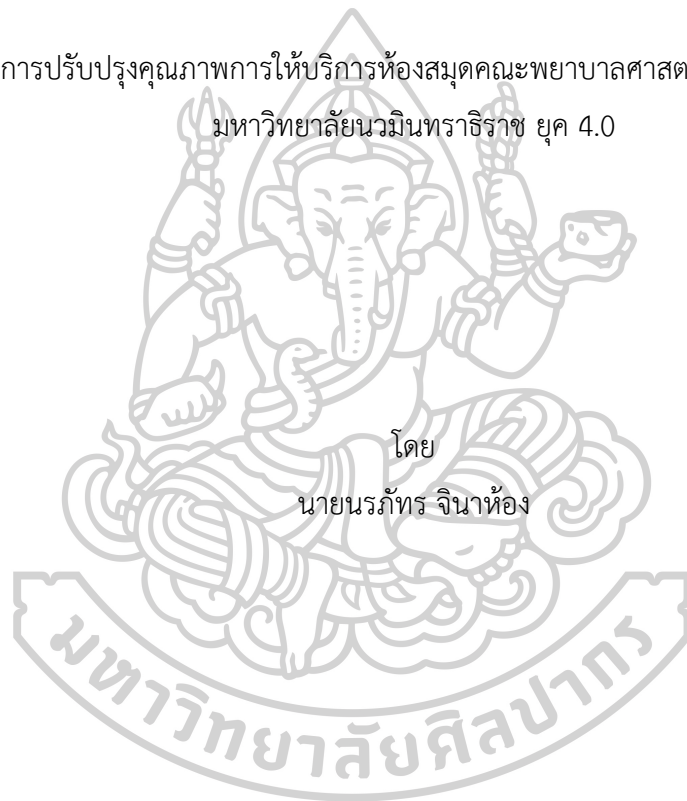 การปรับปรุงคุณภาพการให้บริการห้องสมุดคณะพยาบาลศาสต
มหาวิทยาลัยนวมินทราธิราช ยุค 4.0
โดย
นายนรภัทร จินาห้อง
มหาวิทยาลัยศิลปากร